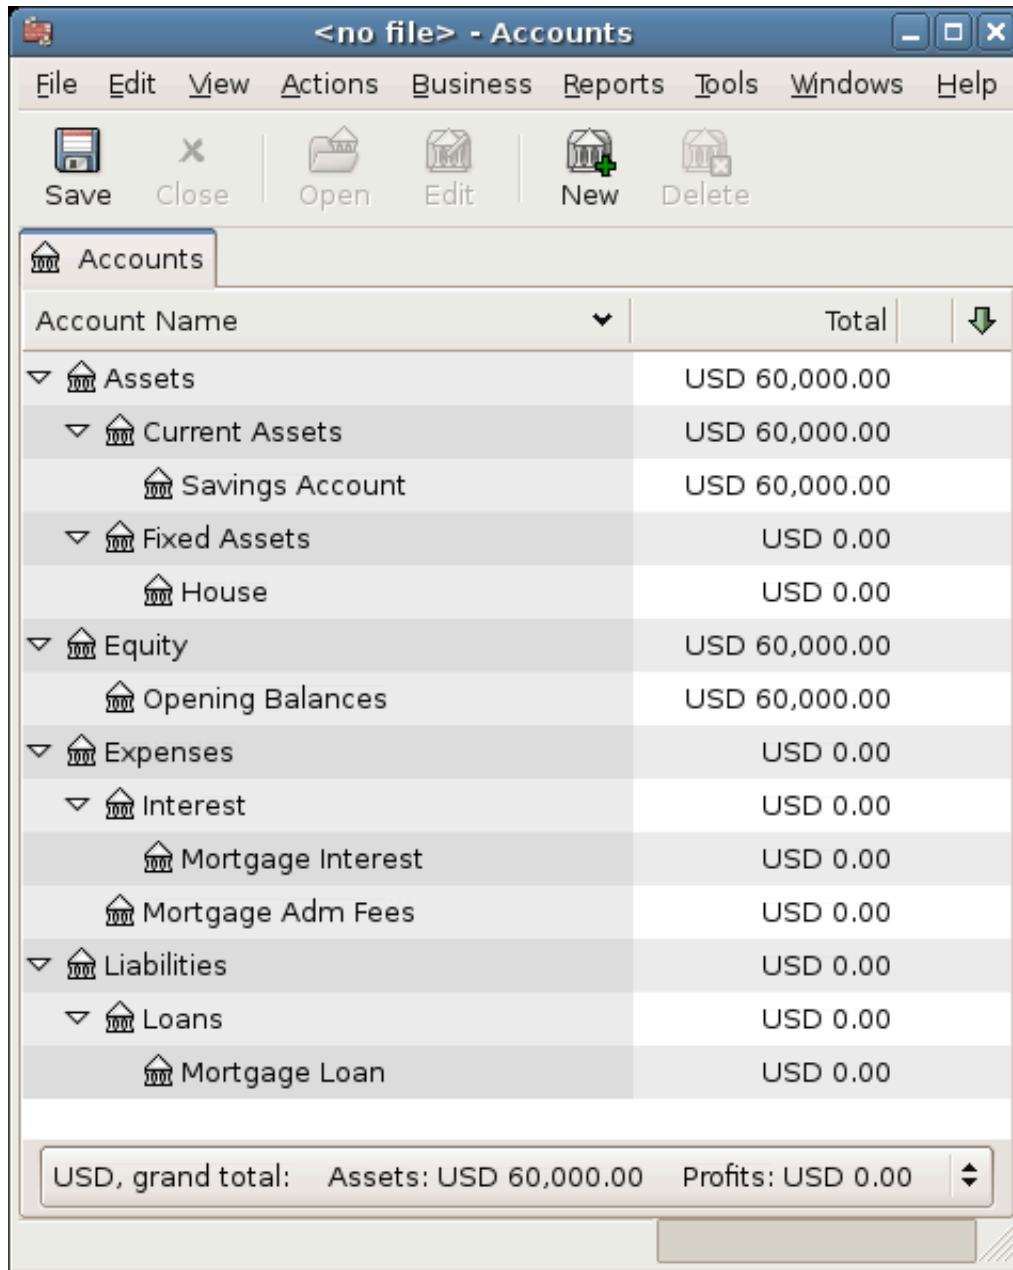 <no file> - Accounts
File Edit View Actions Business Reports Tools Windows Help
Save Close Open Edit New Delete
Accounts
Account Name Total
Assets USD 60,000.00
Current Assets USD 60,000.00
Savings Account USD 60,000.00
Fixed Assets USD 0.00
House USD 0.00
Equity USD 60,000.00
Opening Balances USD 60,000.00
Expenses USD 0.00
Interest USD 0.00
Mortgage Interest USD 0.00
Mortgage Adm Fees USD 0.00
Liabilities USD 0.00
Loans USD 0.00
Mortgage Loan USD 0.00
USD, grand total: Assets: USD 60,000.00 Profits: USD 0.00